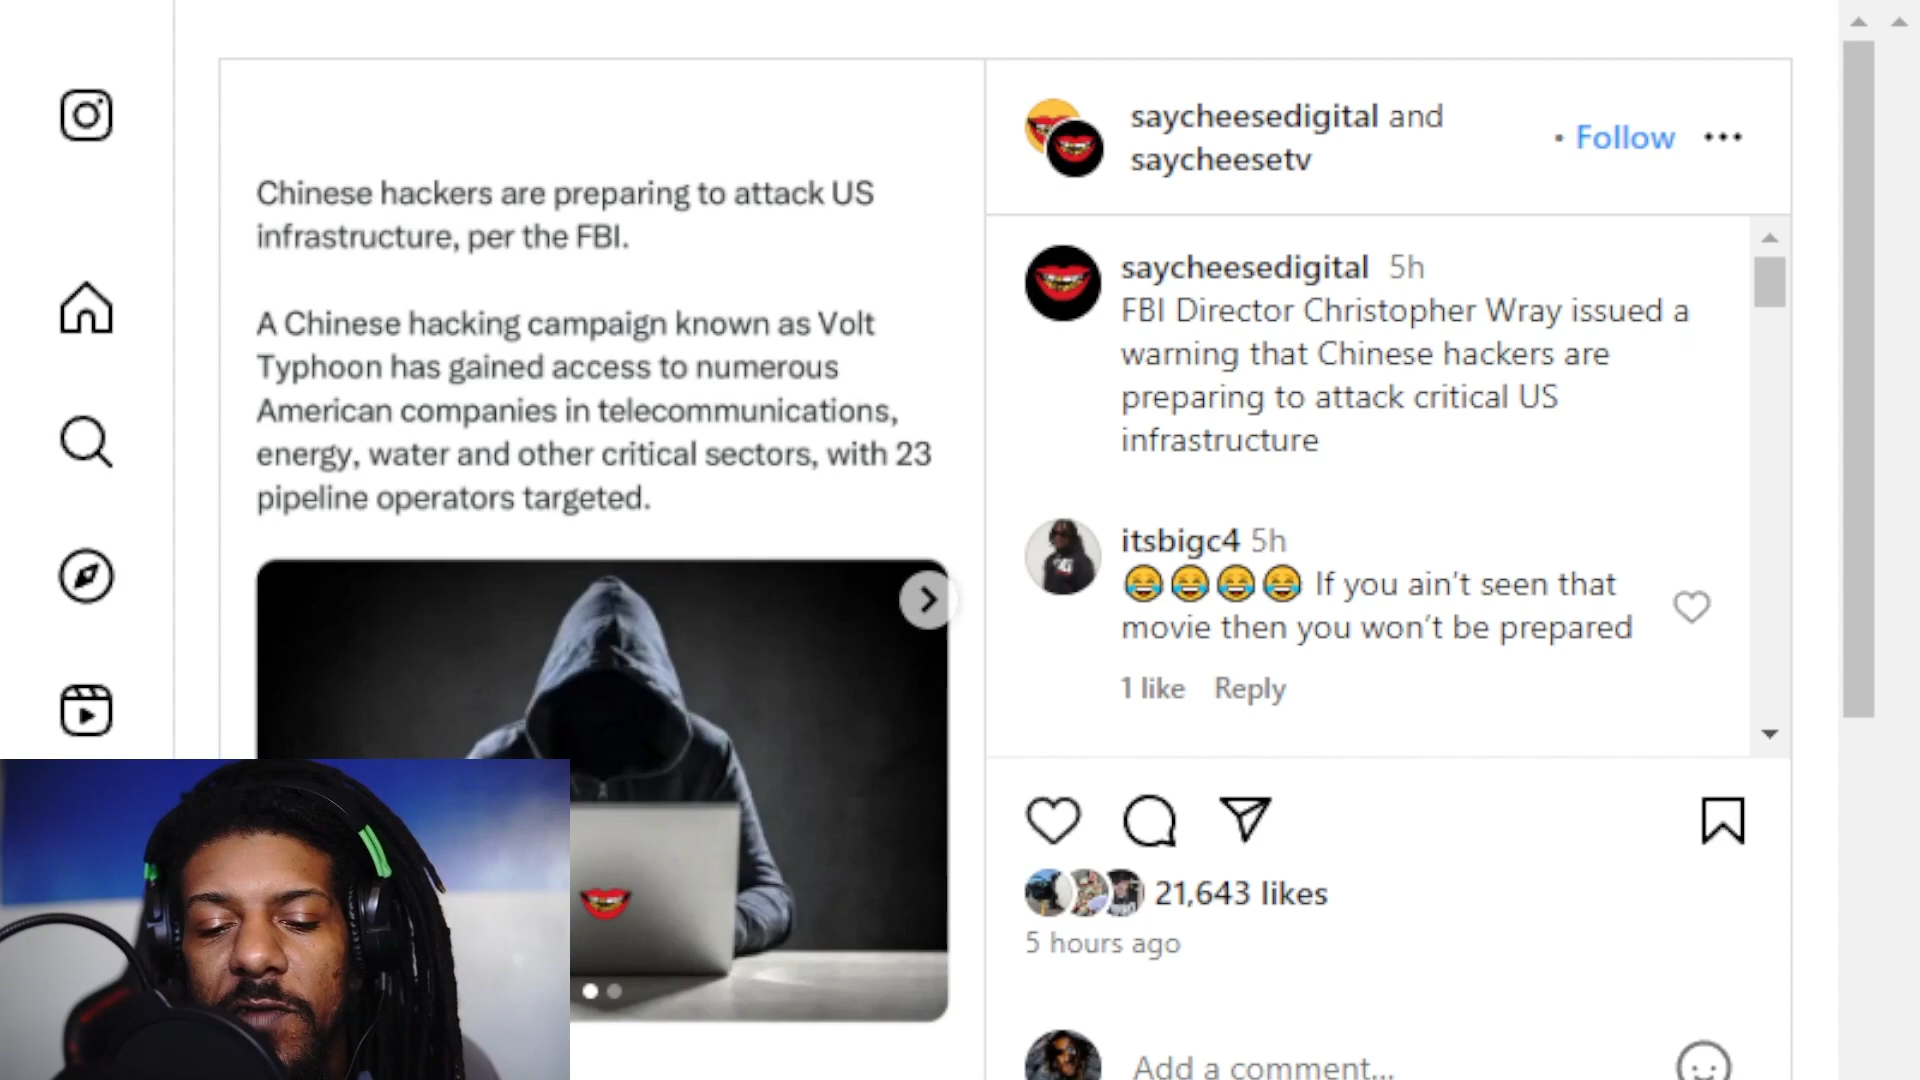 Chinese hackers are preparing to attack US
infrastructure, per the FBI.
A Chinese hacking campaign known as Volt
Typhoon has gained access to numerous
American companies in telecommunications,
energy, water and other critical sectors, with 23
pipeline operators targeted.
saycheesedigital and
saycheesetv
• Follow
saycheesedigital 5h
FBI Director Christopher Wray issued a
warning that Chinese hackers are
preparing to attack critical US
infrastructure
itsbigc4 5h
😂😂😂😂 If you ain’t seen that
movie then you won’t be prepared
1 like Reply
21,643 likes
5 hours ago
Add a comment...